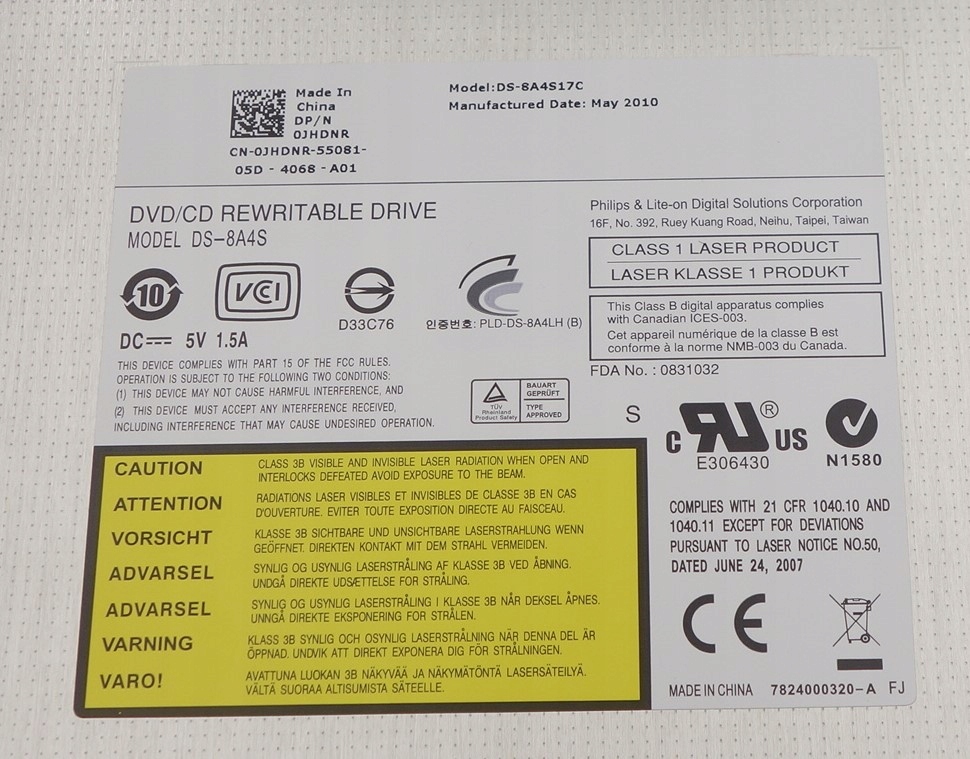 Made In
China
DP/N
0JHDNR
CN-0JHDNR-55081-
05D - 4068 - A01
Model:DS-8A4S17C
Manufactured Date: May 2010
DVD/CD REWRITABLE DRIVE
MODEL DS-8A4S
Philips & Lite-on Digital Solutions Corporation
16F, No. 392, Ruey Kuang Road, Neihu, Taipei, Taiwan
CLASS 1 LASER PRODUCT
LASER KLASSE 1 PRODUKT
10
VCCI
D33C76
인증번호: PLD-DS-8A4LH (B)
This Class B digital apparatus complies
with Canadian ICES-003.
Cet appareil numérique de la classe B est
conforme à la norme NMB-003 du Canada.
DC 5V 1.5A
FDA No. : 0831032
THIS DEVICE COMPLIES WITH PART 15 OF THE FCC RULES.
OPERATION IS SUBJECT TO THE FOLLOWING TWO CONDITIONS:
(1) THIS DEVICE MAY NOT CAUSE HARMFUL INTERFERENCE, AND
(2) THIS DEVICE MUST ACCEPT ANY INTERFERENCE RECEIVED,
INCLUDING INTERFERENCE THAT MAY CAUSE UNDESIRED OPERATION.
TÜV
Rheinland
Product Safety
BAUART
GEPRÜFT
TYPE
APPROVED
S
c RU ® US
E306430
N1580
CAUTION
CLASS 3B VISIBLE AND INVISIBLE LASER RADIATION WHEN OPEN AND
INTERLOCKS DEFEATED AVOID EXPOSURE TO THE BEAM.
ATTENTION
RADIATIONS LASER VISIBLES ET INVISIBLES DE CLASSE 3B EN CAS
D'OUVERTURE. EVITER TOUTE EXPOSITION DIRECTE AU FAISCEAU.
VORSICHT
KLASSE 3B SICHTBARE UND UNSICHTBARE LASERSTRAHLUNG WENN
GEÖFFNET. DIREKTEN KONTAKT MIT DEM STRAHL VERMEIDEN.
ADVARSEL
SYNLIG OG USYNLIG LASERSTRÅLING AF KLASSE 3B VED ÅBNING.
UNDGÅ DIREKTE UDSÆTTELSE FOR STRÅLING.
ADVARSEL
SYNLIG OG USYNLIG LASERSTRÅLING I KLASSE 3B NÅR DEKSEL ÅPNES.
UNNGÅ DIREKTE EKSPONERING FOR STRÅLEN.
VARNING
KLASS 3B SYNLIG OCH OSYNLIG LASERSTRÅLNING NÄR DENNA DEL ÄR
ÖPPNAD. UNDVIK ATT DIREKT EXPONERA DIG FÖR STRÅLNINGEN.
VARO!
AVATTUNA LUOKAN 3B NÄKYVÄÄ JA NÄKYMÄTÖNTÄ LASERSÄTEILYÄ.
VÄLTÄ SUORAA ALTISUMISTA SÄTEELLE.
COMPLIES WITH 21 CFR 1040.10 AND
1040.11 EXCEPT FOR DEVIATIONS
PURSUANT TO LASER NOTICE NO.50,
DATED JUNE 24, 2007
CE
MADE IN CHINA 7824000320-A FJ